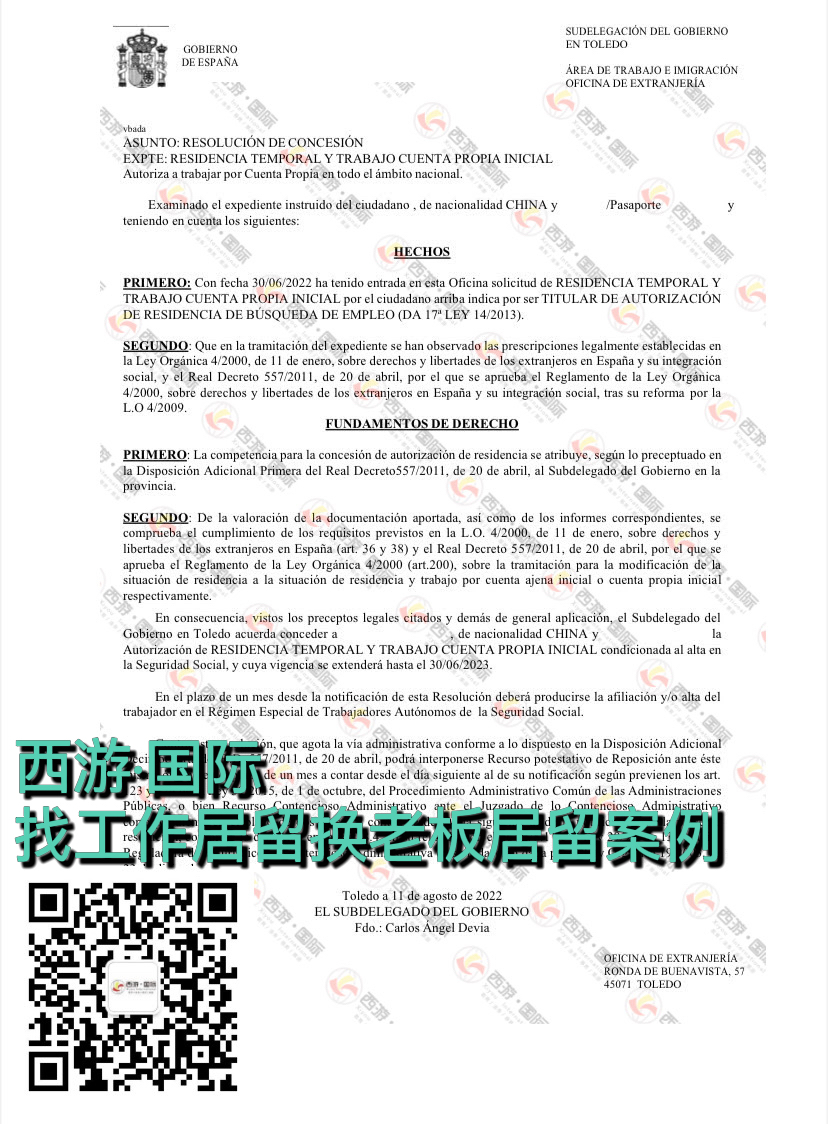 GOBIERNO
DE ESPAÑA
SUDELEGACIÓN DEL GOBIERNO
EN TOLEDO
ÁREA DE TRABAJO E IMIGRACIÓN
OFICINA DE EXTRANJERÍA
vbada
ASUNTO: RESOLUCIÓN DE CONCESIÓN
EXPTE: RESIDENCIA TEMPORAL Y TRABAJO CUENTA PROPIA INICIAL
Autoriza a trabajar por Cuenta Propia en todo el ámbito nacional.
Examinado el expediente instruido del ciudadano , de nacionalidad CHINA y /Pasaporte y
teniendo en cuenta los siguientes:
HECHOS
PRIMERO: Con fecha 30/06/2022 ha tenido entrada en esta Oficina solicitud de RESIDENCIA TEMPORAL Y
TRABAJO CUENTA PROPIA INICIAL por el ciudadano arriba indica por ser TITULAR DE AUTORIZACIÓN
DE RESIDENCIA DE BÚSQUEDA DE EMPLEO (DA 17ª LEY 14/2013).
SEGUNDO: Que en la tramitación del expediente se han observado las prescripciones legalmente establecidas en
la Ley Orgánica 4/2000, de 11 de enero, sobre derechos y libertades de los extranjeros en España y su integración
social, y el Real Decreto 557/2011, de 20 de abril, por el que se aprueba el Reglamento de la Ley Orgánica
4/2000, sobre derechos y libertades de los extranjeros en España y su integración social, tras su reforma por la
L.O 4/2009.
FUNDAMENTOS DE DERECHO
PRIMERO: La competencia para la concesión de autorización de residencia se atribuye, según lo preceptuado en
la Disposición Adicional Primera del Real Decreto557/2011, de 20 de abril, al Subdelegado del Gobierno en la
provincia.
SEGUNDO: De la valoración de la documentación aportada, así como de los informes correspondientes, se
comprueba el cumplimiento de los requisitos previstos en la L.O. 4/2000, de 11 de enero, sobre derechos y
libertades de los extranjeros en España (art. 36 y 38) y el Real Decreto 557/2011, de 20 de abril, por el que se
aprueba el Reglamento de la Ley Orgánica 4/2000 (art.200), sobre la tramitación para la modificación de la
situación de residencia a la situación de residencia y trabajo por cuenta ajena inicial o cuenta propia inicial
respectivamente.
En consecuencia, vistos los preceptos legales citados y demás de general aplicación, el Subdelegado del
Gobierno en Toledo acuerda conceder a , de nacionalidad CHINA y la
Autorización de RESIDENCIA TEMPORAL Y TRABAJO CUENTA PROPIA INICIAL condicionada al alta en
la Seguridad Social, y cuya vigencia se extenderá hasta el 30/06/2023.
En el plazo de un mes desde la notificación de esta Resolución deberá producirse la afiliación y/o alta del
trabajador en el Régimen Especial de Trabajadores Autónomos de la Seguridad Social.
que agota la via administrativa conforme a lo dispuesto en la Disposición Adicional
de 20 de abril, podrá interponerse Recurso potestativo de Reposición ante éste
de un mes a contar desde el día siguiente al de su notificación según previenen los art.
de 1 de octubre, del Procedimiento Administrativo Común de las Administraciones
Públicas, o bien Recurso Contencioso Administrativo ante el Juzgado de lo Contencioso Administrativo
西游·国际
找工作居留换老板居留案例
Toledo a 11 de agosto de 2022
EL SUBDELEGADO DEL GOBIERNO
Fdo.: Carlos Ángel Devia
OFICINA DE EXTRANJERÍA
RONDA DE BUENAVISTA, 57
45071 TOLEDO
西游·国际